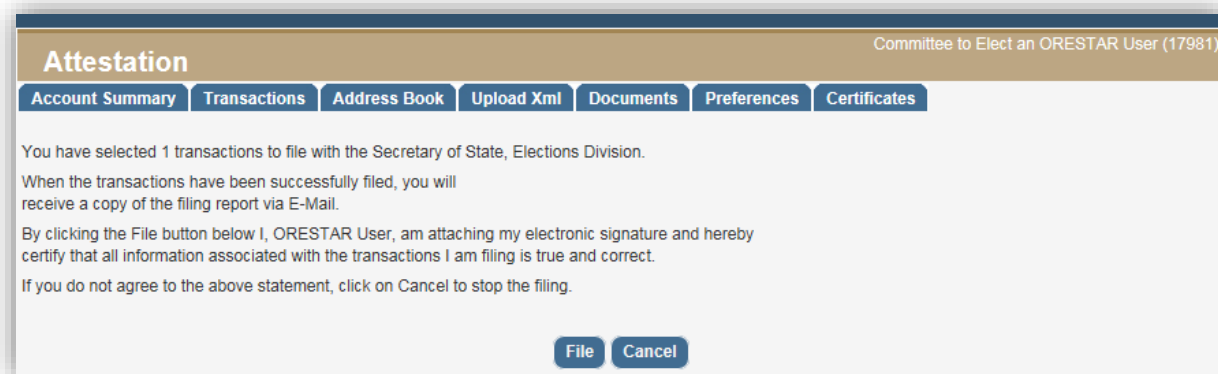 Committee to Elect an ORESTAR User (17981)
Attestation
Account Summary Transactions Address Book Upload Xml Documents Preferences Certificates
You have selected 1 transactions to file with the Secretary of State, Elections Division.
When the transactions have been successfully filed, you will
receive a copy of the filing report via E-Mail.
By clicking the File button below I, ORESTAR User, am attaching my electronic signature and hereby
certify that all information associated with the transactions I am filing is true and correct.
If you do not agree to the above statement, click on Cancel to stop the filing.
File Cancel